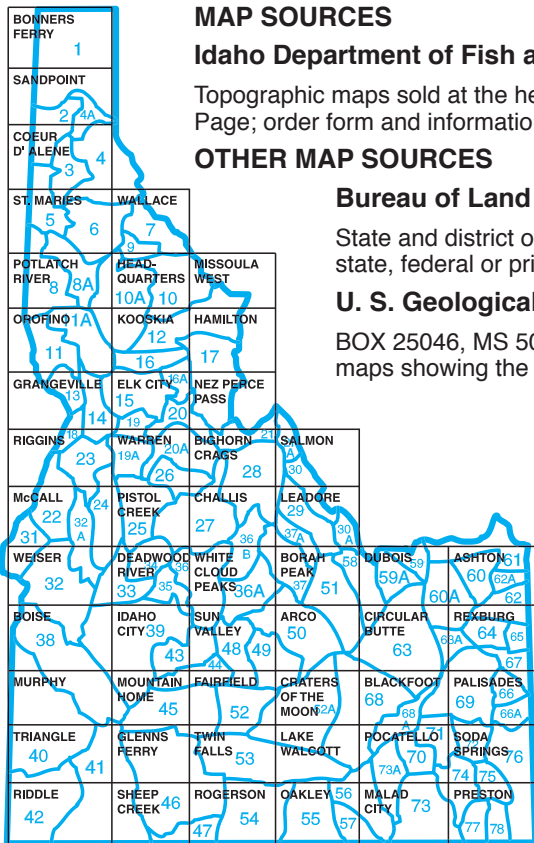 MAP SOURCES
Idaho Department of Fish a
Topographic maps sold at the he
Page; order form and informatio
OTHER MAP SOURCES
Bureau of Land
State and district o
state, federal or pri
U. S. Geological
BOX 25046, MS 50
maps showing the
BONNERS
FERRY
1
SANDPOINT
2 4A
COEUR
D' ALENE
3 4
ST. MARIES WALLACE
5 6 7
9
POTLATCH HEAD- MISSOULA
RIVER QUARTERS WEST
8 8A 10A 10
OROFINO 1A KOOSKIA HAMILTON
11 12 16 17
GRANGEVILLE ELK CITY 16A NEZ PERCE
13 15 PASS
14 19 20
18 21
RIGGINS WARREN BIGHORN SALMON
23 19A 20A CRAGS A
26 28 30
McCALL PISTOL CHALLIS LEADORE
22 24 CREEK 29
31 32 A 25 27 36 B 37A 30 A
WEISER DEADWOOD WHITE BORAH 58 DUBOIS 59 ASHTON 61
32 RIVER 34 36 CLOUD PEAK 59A 60 62A
33 35 PEAKS 36A 37 51 60A 62
BOISE IDAHO SUN ARCO CIRCULAR REXBURG
38 CITY 39 VALLEY 50 BUTTE 63A 64 65
43 44 48 49 63 67
MURPHY MOUNTAIN FAIRFIELD CRATERS BLACKFOOT PALISADES
HOME OF THE 68 69 66
45 52 MOON 52A 68 A 66A
TRIANGLE GLENNS TWIN LAKE POCATELLO 71 SODA
40 41 FERRY FALLS 53 WALCOTT 70 SPRINGS 76
73A 74 75
RIDDLE SHEEP ROGERSON OAKLEY 56 MALAD PRESTON
42 CREEK 46 47 54 55 57 CITY 73 77 78